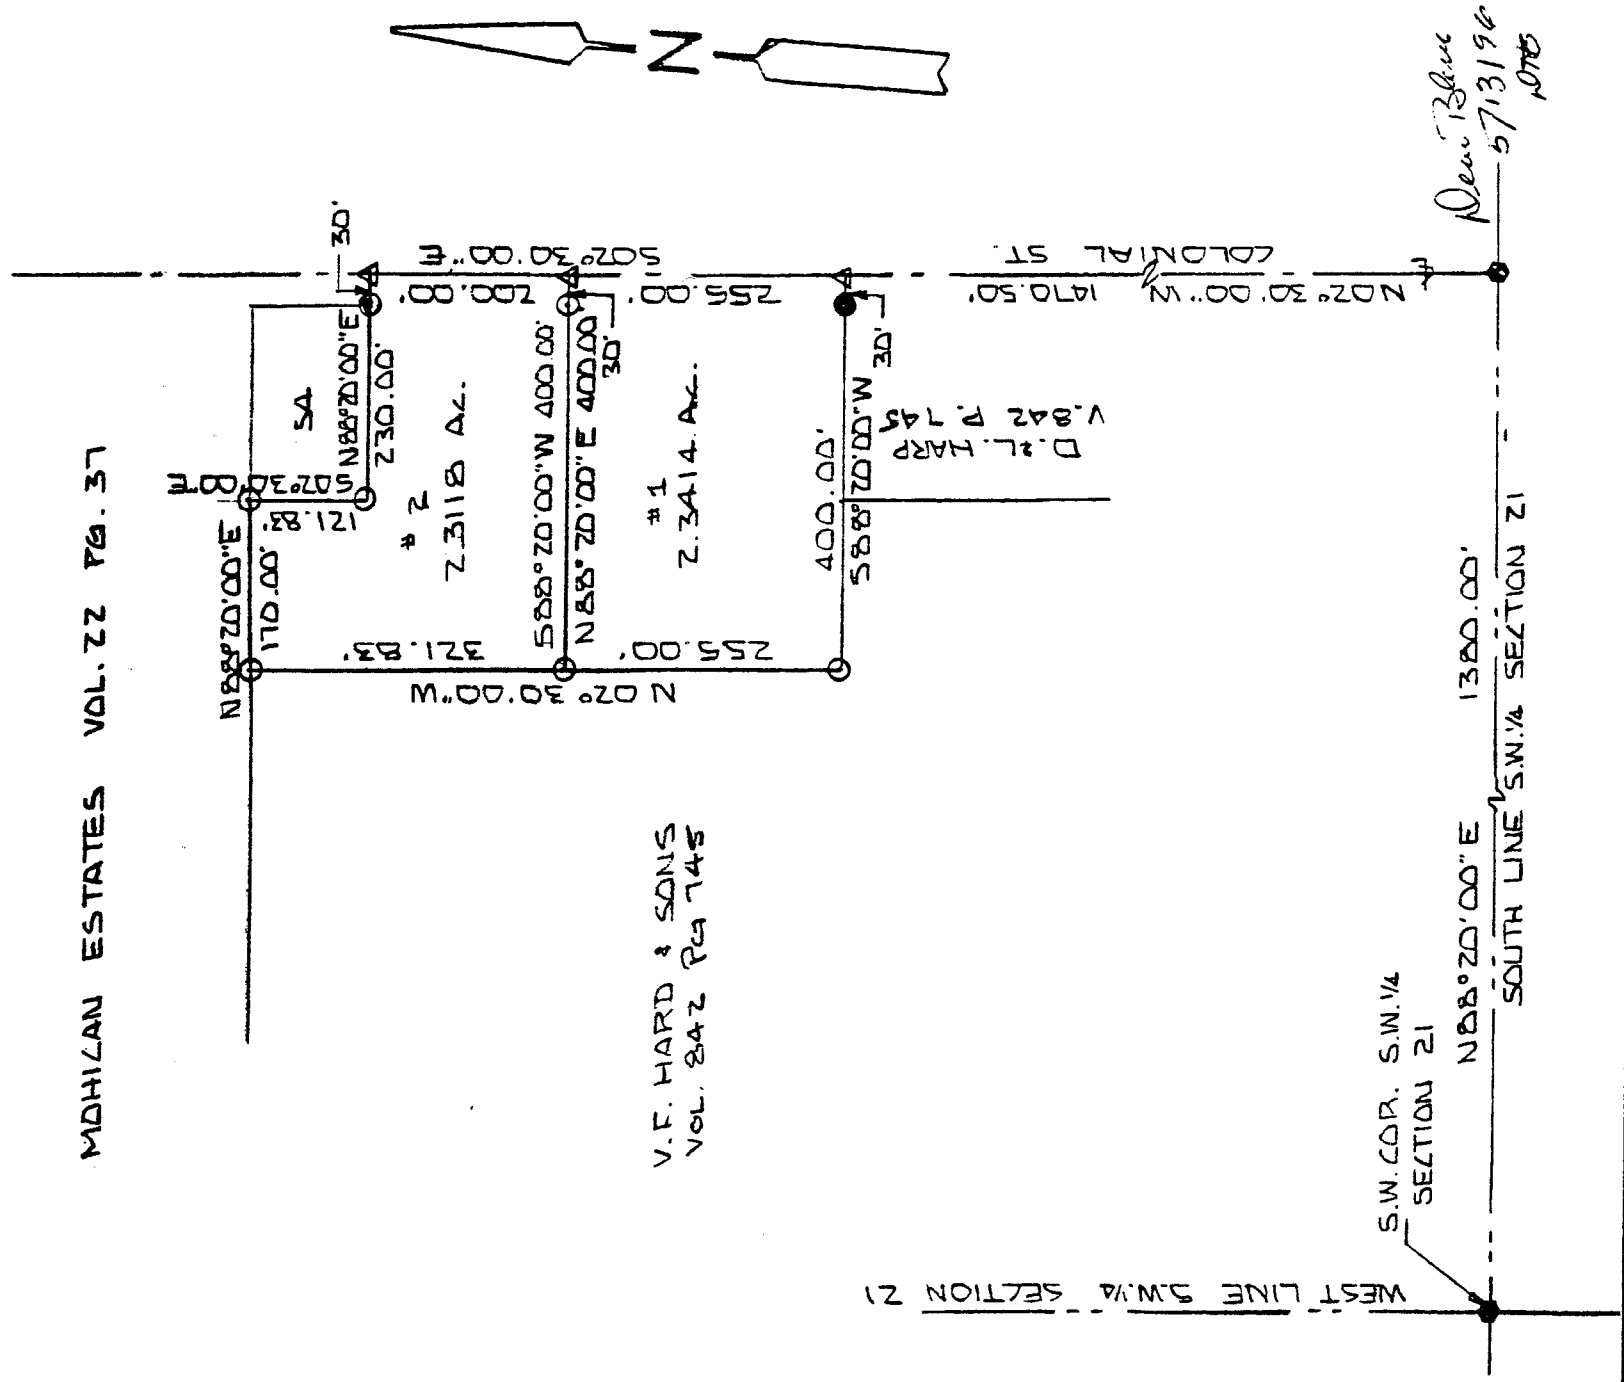 MOHICAN ESTATES VOL. 22 PG. 37
N
N88°20'.00"E
170.00'
S02°30'.00"E
121.83'
5A
N88°20'.00"E
230.00'
30'
# 2
2.3118 Ac.
200.00'
S02°30'.00"E
321.83'
S88°20'.00"W 400.00'
N88°20'.00"E 400.00
30'
# 1
2.3414 Ac.
255.00'
255.00'
N 02°30'.00"W
400.00'
S88°20'.00"W
30'
D.&L. HARP
V.842 P.745
V.F. HARD & SONS
VOL. 842 PG 745
COLONIAL ST.
N02°30'.00"W 1470.50'
S.W. COR. S.W.1/4
SECTION 21
N88°20'00"E 1380.00'
SOUTH LINE S.W.1/4 SECTION 21
WEST LINE S.W.1/4 SECTION 21